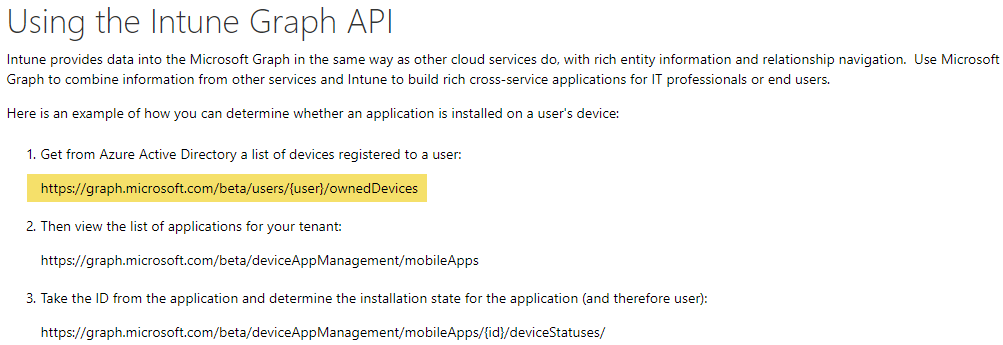 Using the Intune Graph API
Intune provides data into the Microsoft Graph in the same way as other cloud services do, with rich entity information and relationship navigation.  Use Microsoft
Graph to combine information from other services and Intune to build rich cross-service applications for IT professionals or end users.
Here is an example of how you can determine whether an application is installed on a user's device:
1. Get from Azure Active Directory a list of devices registered to a user:
https://graph.microsoft.com/beta/users/{user}/ownedDevices
2. Then view the list of applications for your tenant:
https://graph.microsoft.com/beta/deviceAppManagement/mobileApps
3. Take the ID from the application and determine the installation state for the application (and therefore user):
https://graph.microsoft.com/beta/deviceAppManagement/mobileApps/{id}/deviceStatuses/